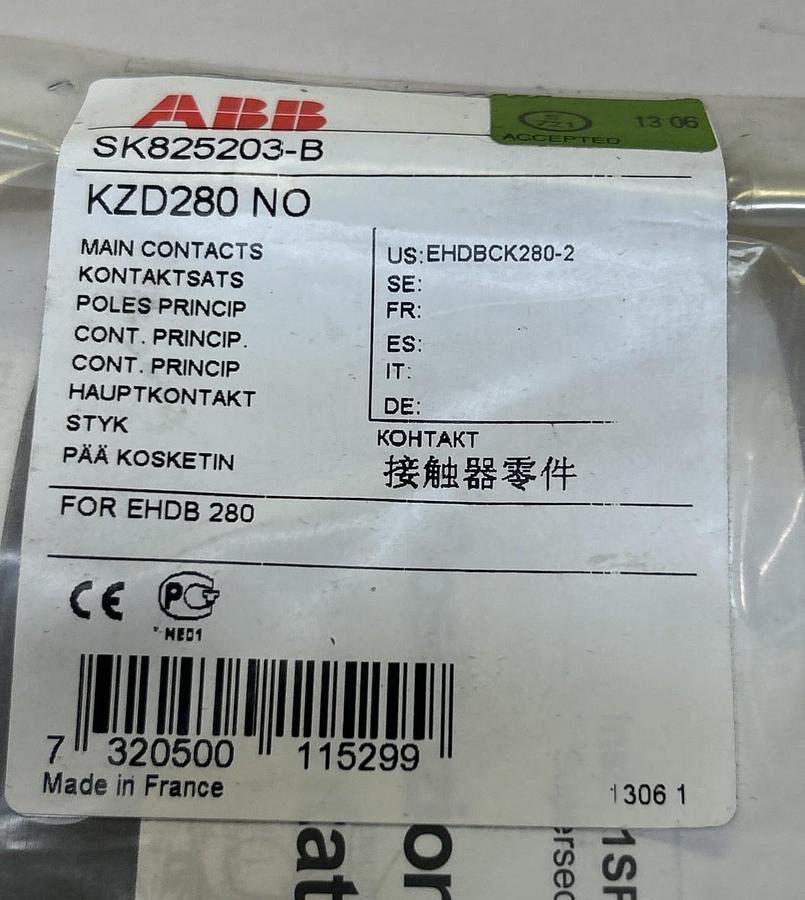 ABB
ACCEPTED
13 06
SK825203-B
KZD280 NO
MAIN CONTACTS
KONTAKTSATS
POLES PRINCIP
CONT. PRINCIP.
CONT. PRINCIP
HAUPTKONTAKT
STYK
PÄÄ KOSKETIN
US:EHDBCK280-2
SE:
FR:
ES:
IT:
DE:
КОНТАКТ
接触器零件
FOR EHDB 280
CE PG
7 320500 115299
Made in France
1306 1